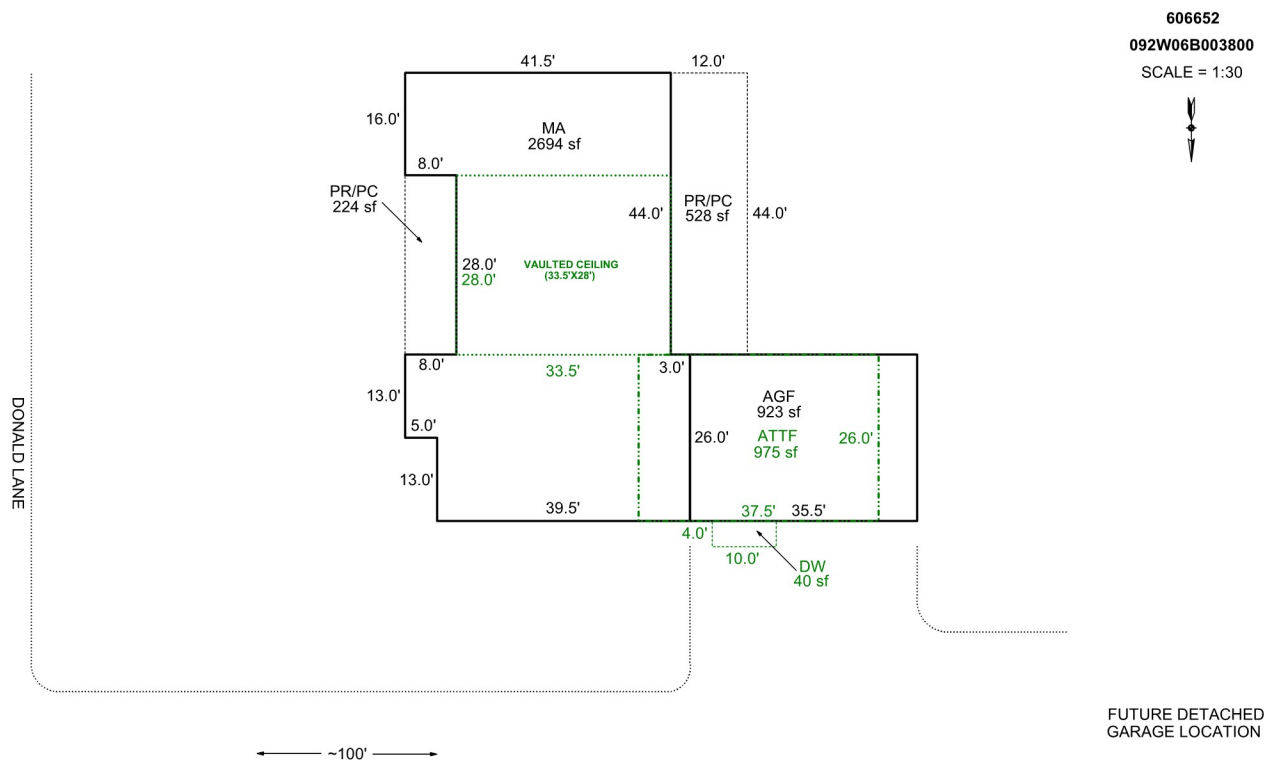 606652
092W06B003800
SCALE = 1:30
41.5'
12.0'
16.0'
MA
2694 sf
8.0'
PR/PC
224 sf
44.0'
PR/PC
528 sf
44.0'
28.0'
28.0'
VAULTED CEILING
(33.5'X28')
8.0'
33.5'
3.0'
13.0'
5.0'
AGF
923 sf
ATTF
975 sf
26.0'
26.0'
DONALD LANE
13.0'
39.5'
37.5'
35.5'
4.0'
10.0'
DW
40 sf
FUTURE DETACHED
GARAGE LOCATION
~100'